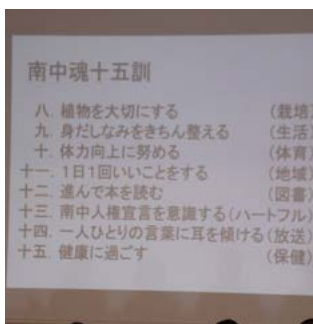 南中魂十五訓
八. 植物を大切にする （栽培）
九. 身だしなみをきちん整える （生活）
十. 体力向上に努める （体育）
十一. 1日1回いいことをする （地域）
十二. 進んで本を読む （図書）
十三. 南中人権宣言を意識する（ハートフル）
十四. 一人ひとりの言葉に耳を傾ける（放送）
十五. 健康に過ごす （保健）